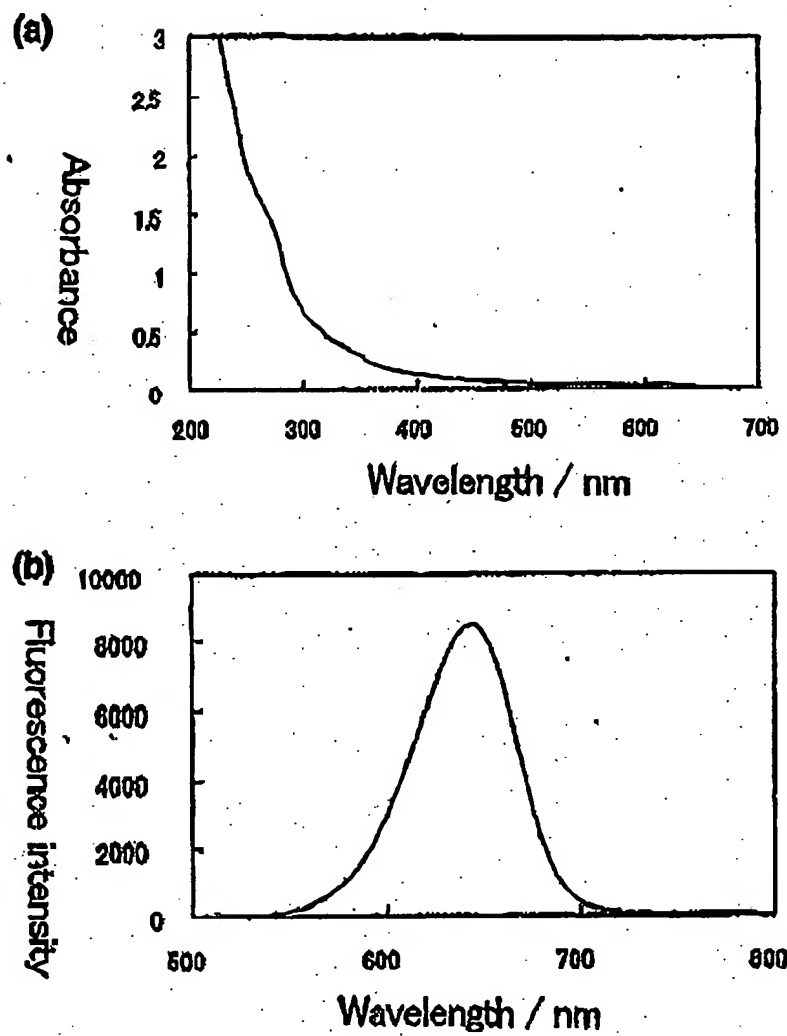 (a)
3
2.5
2
1.5
1
0.5
0
Absorbance
200 300 400 500 600 700
Wavelength / nm
(b)
10000
8000
6000
4000
2000
0
Fluorescence intensity
500 600 700 800
Wavelength / nm